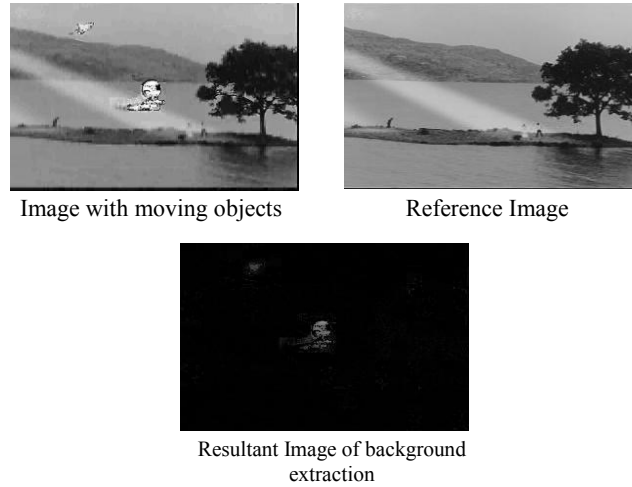 Image with moving objects
Reference Image
Resultant Image of background
extraction